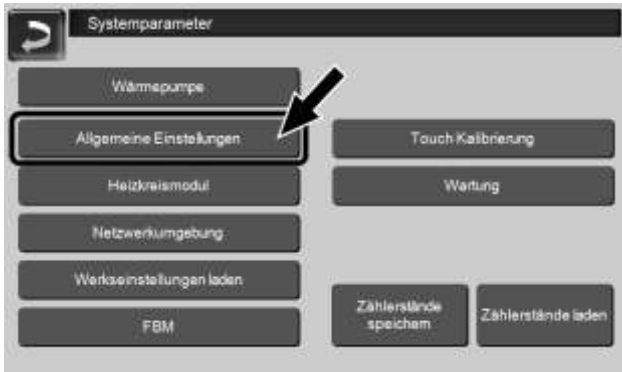 Systemparameter
Wärmepumpe
Allgemeine Einstellungen
Heizkreismodul
Netzwerkumgebung
Werkseinstellungen laden
FBM
Touch Kalibrierung
Wartung
Zählerstände
speichern
Zählerstände laden